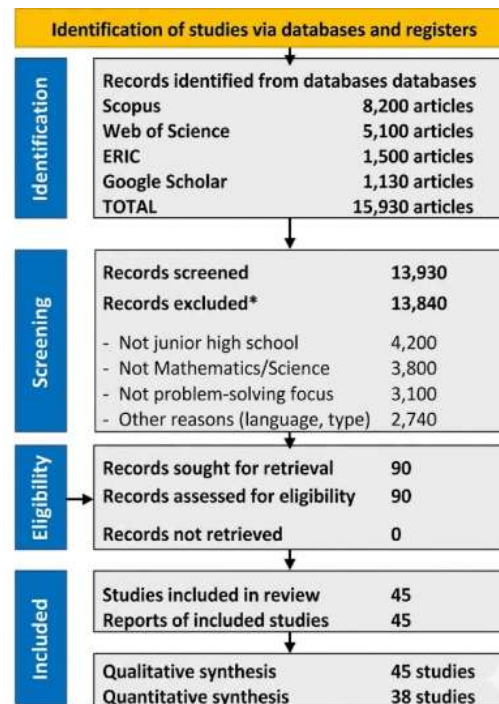 Identification of studies via databases and registers
Identification
Records identified from databases databases
Scopus 8,200 articles
Web of Science 5,100 articles
ERIC 1,500 articles
Google Scholar 1,130 articles
TOTAL 15,930 articles
Screening
Records screened 13,930
Records excluded* 13,840
- Not junior high school 4,200
- Not Mathematics/Science 3,800
- Not problem-solving focus 3,100
- Other reasons (language, type) 2,740
Eligibility
Records sought for retrieval 90
Records assessed for eligibility 90
Records not retrieved 0
Included
Studies included in review 45
Reports of included studies 45
Qualitative synthesis 45 studies
Quantitative synthesis 38 studies